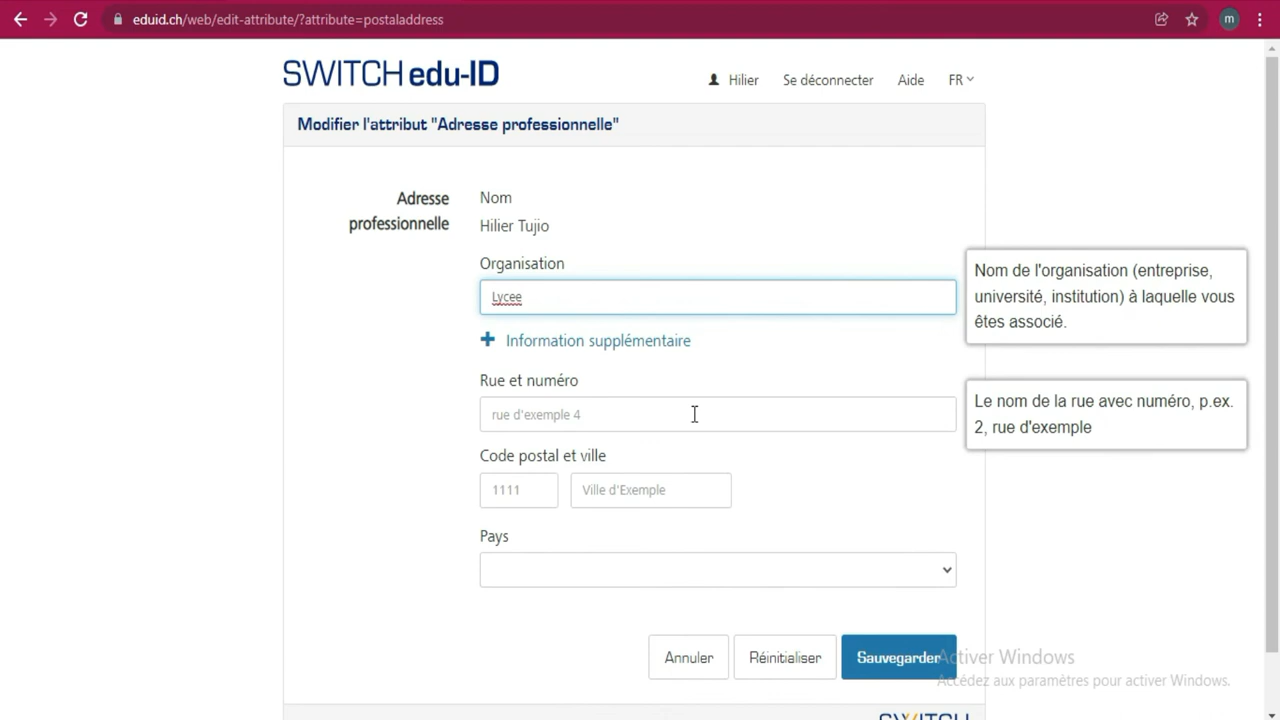 eduid.ch/web/edit-attribute/?attribute=postaladdress
m
SWITCH edu-ID
Hilier
Se déconnecter
Aide
FR
Modifier l'attribut "Adresse professionnelle"
Adresse
professionnelle
Nom
Hilier Tujio
Organisation
Lycee
Nom de l'organisation (entreprise,
université, institution) à laquelle vous
êtes associé.
Information supplémentaire
Rue et numéro
rue d'exemple 4
Le nom de la rue avec numéro, p.ex.
2, rue d'exemple
Code postal et ville
1111
Ville d'Exemple
Pays
Annuler
Réinitialiser
Sauvegarder
Activer Windows
Accédez aux paramètres pour activer Windows.
SWITCH